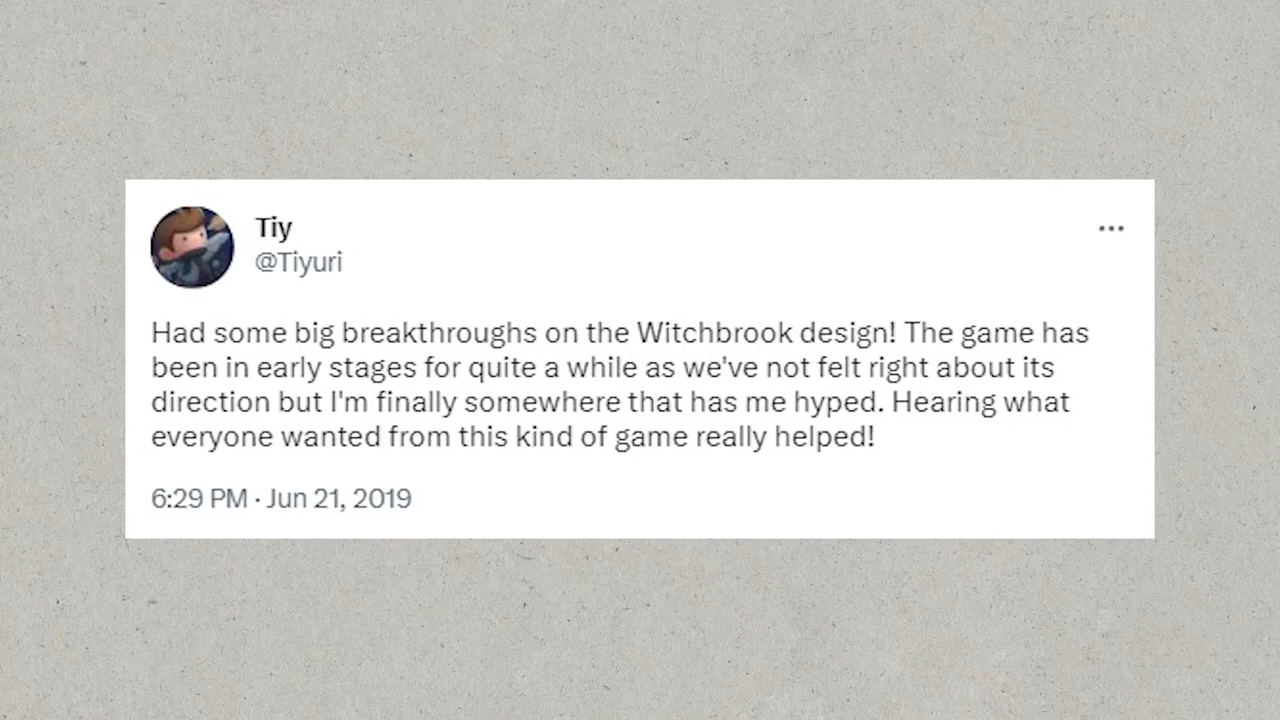 Tiy
@Tiyuri
Had some big breakthroughs on the Witchbrook design! The game has
been in early stages for quite a while as we've not felt right about its
direction but I'm finally somewhere that has me hyped. Hearing what
everyone wanted from this kind of game really helped!
6:29 PM · Jun 21, 2019